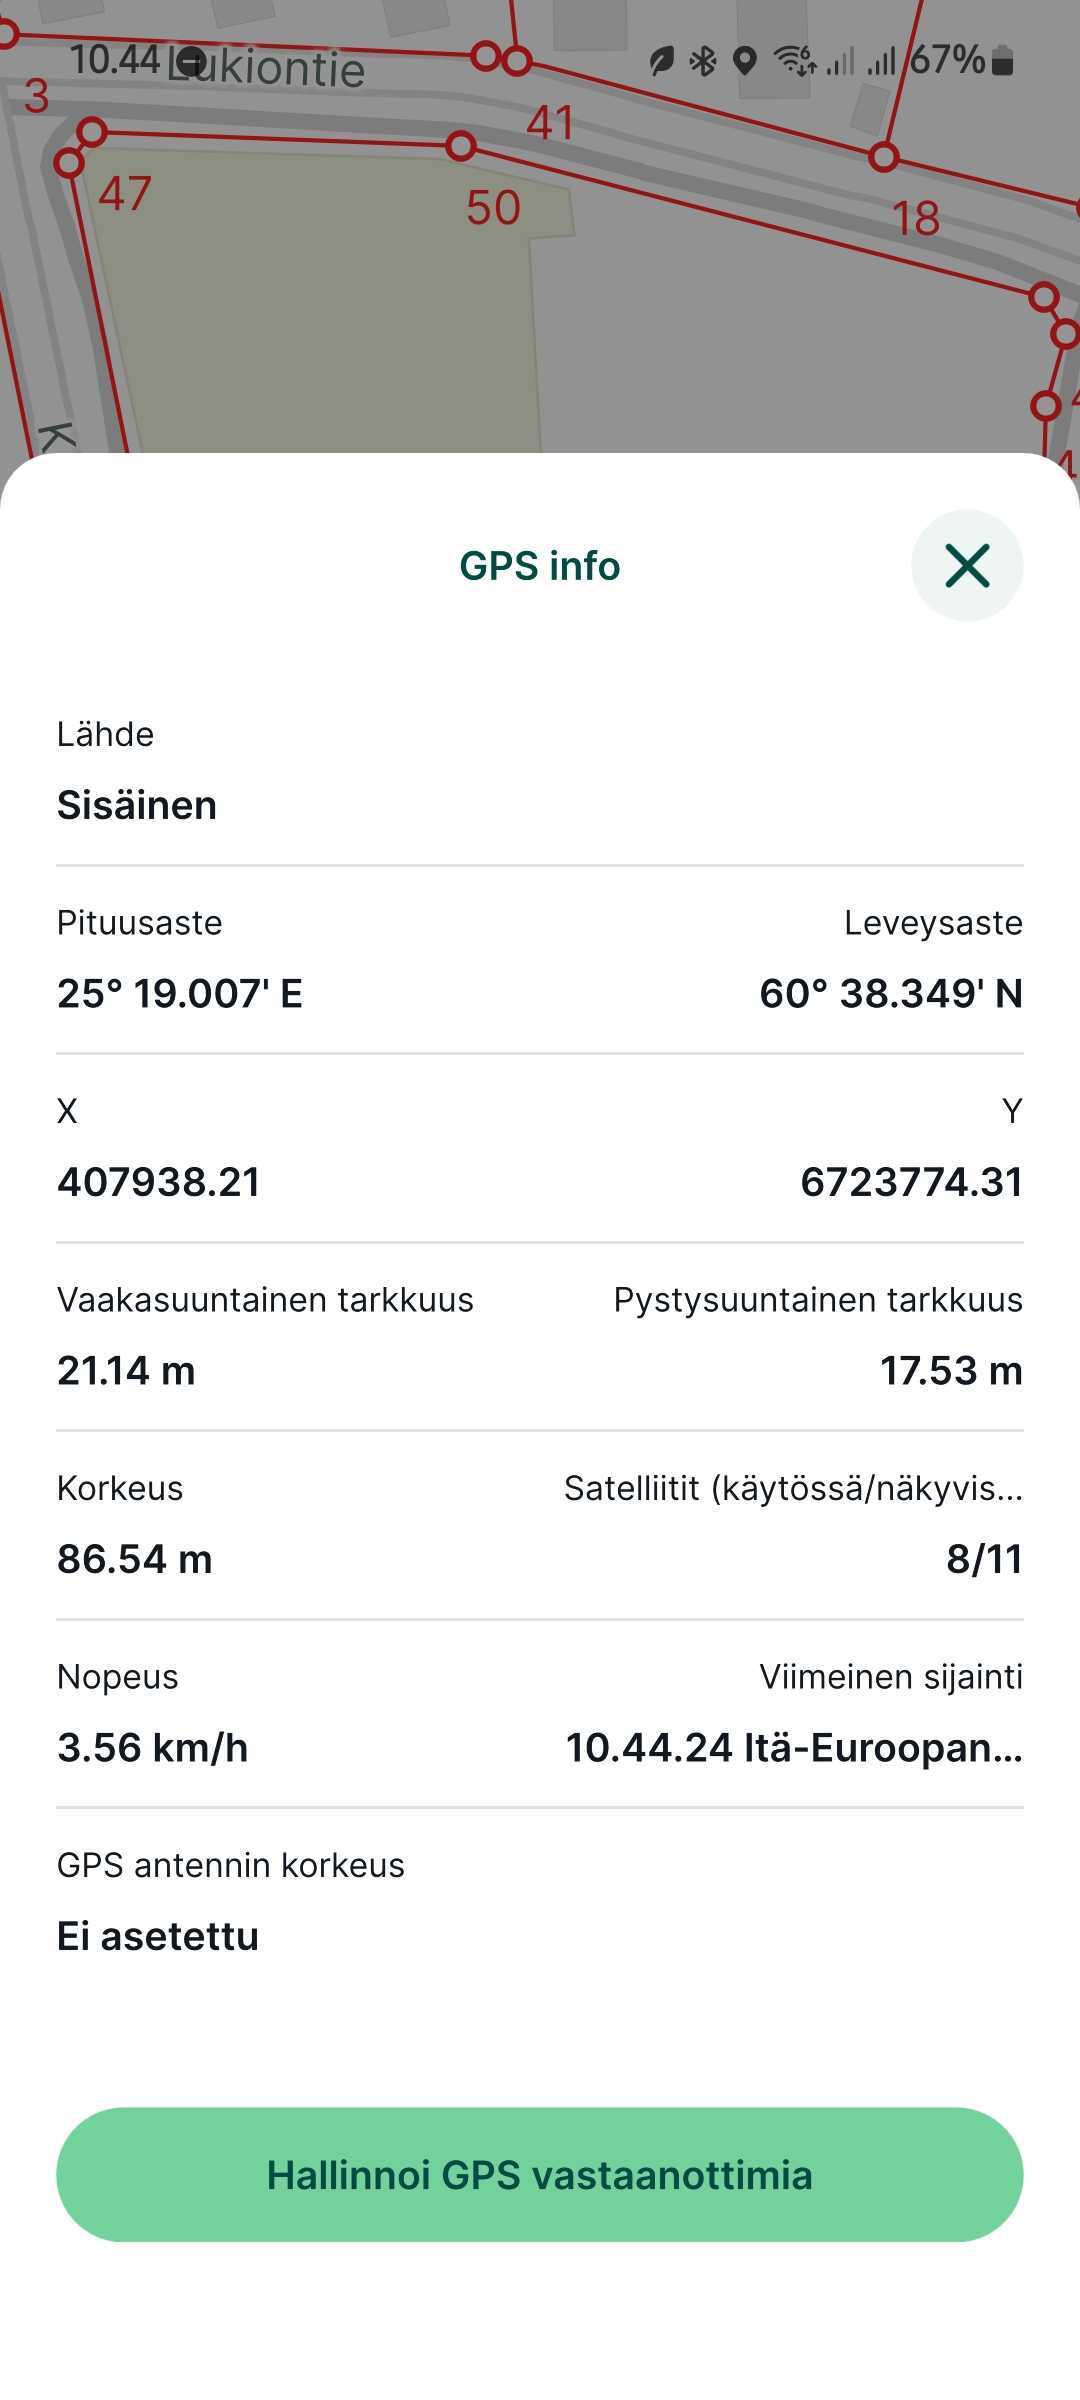 10.44
Lukiontie
67%
3
41
47
50
18
K
4
4
GPS info
Lähde
Sisäinen
Pituusaste
Leveysaste
25° 19.007' E
60° 38.349' N
X
Y
407938.21
6723774.31
Vaakasuuntainen tarkkuus
Pystysuuntainen tarkkuus
21.14 m
17.53 m
Korkeus
Satelliitit (käytössä/näkyvis...
86.54 m
8/11
Nopeus
Viimeinen sijainti
3.56 km/h
10.44.24 Itä-Euroopan...
GPS antennin korkeus
Ei asetettu
Hallinnoi GPS vastaanottimia